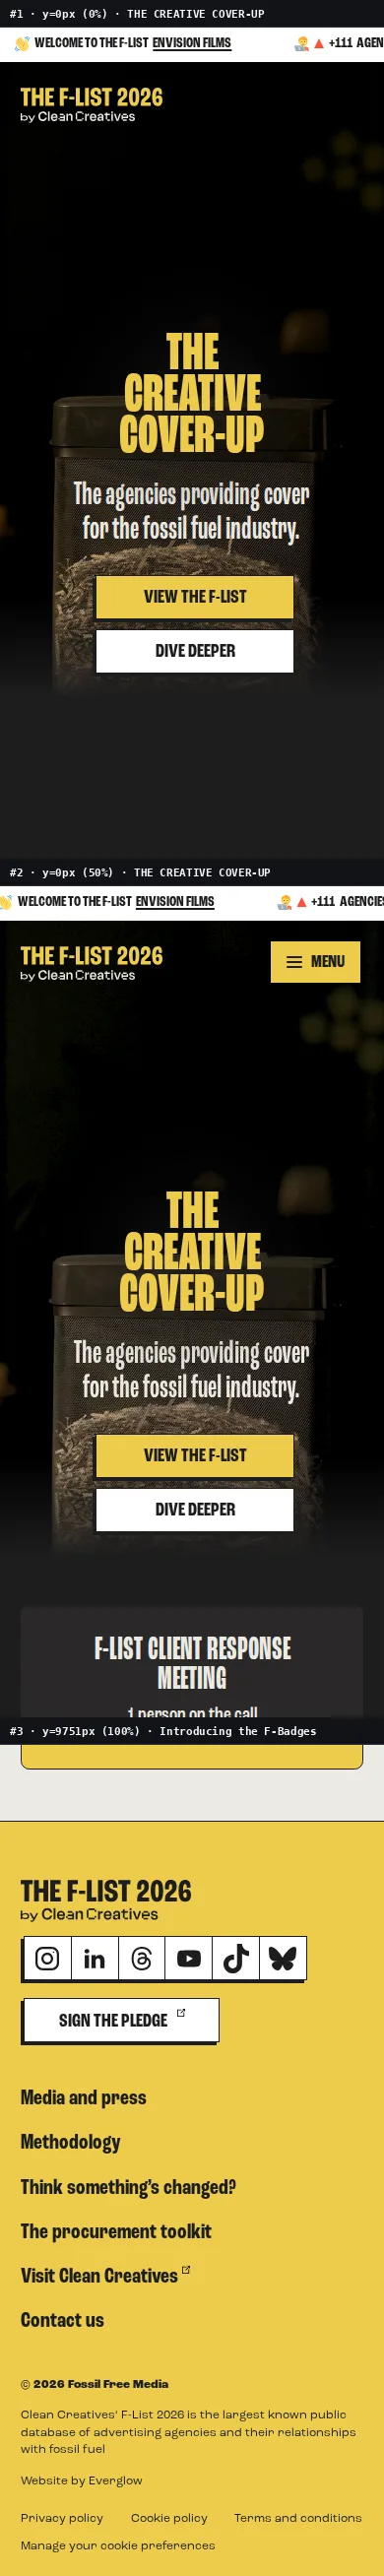 #1 · y=0px (0%) · THE CREATIVE COVER-UP
👋 WELCOME TO THE F-LIST ENVISION FILMS
+111 AGEN
THE F-LIST 2026
by Clean Creatives
THE
CREATIVE
COVER-UP
The agencies providing cover
for the fossil fuel industry.
VIEW THE F-LIST
DIVE DEEPER
#2 · y=0px (50%) · THE CREATIVE COVER-UP
👋 WELCOME TO THE F-LIST ENVISION FILMS
+111 AGENCIES
THE F-LIST 2026
by Clean Creatives
MENU
THE
CREATIVE
COVER-UP
The agencies providing cover
for the fossil fuel industry.
VIEW THE F-LIST
DIVE DEEPER
F-LIST CLIENT RESPONSE
MEETING
1 person on the call
#3 · y=9751px (100%) · Introducing the F-Badges
THE F-LIST 2026
by Clean Creatives
SIGN THE PLEDGE
Media and press
Methodology
Think something’s changed?
The procurement toolkit
Visit Clean Creatives
Contact us
© 2026 Fossil Free Media
Clean Creatives’ F-List 2026 is the largest known public
database of advertising agencies and their relationships
with fossil fuel
Website by Everglow
Privacy policy Cookie policy Terms and conditions
Manage your cookie preferences